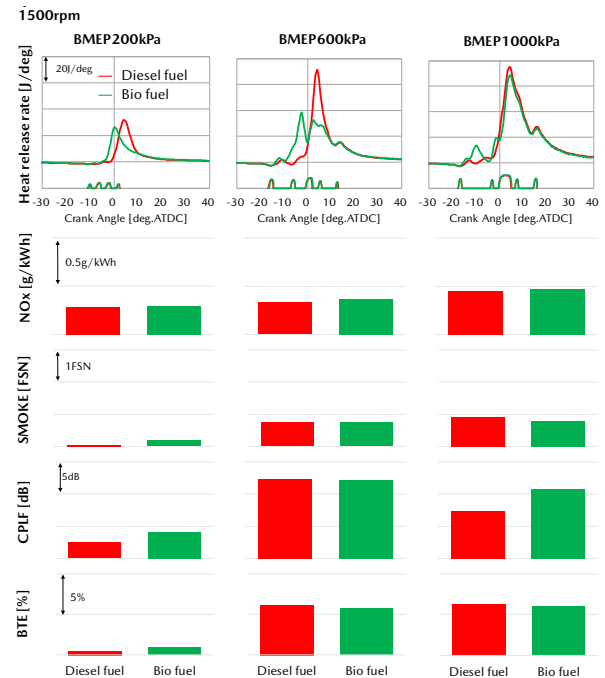 1500rpm
BMEP200kPa BMEP600kPa BMEP1000kPa
Heat release rate [J/deg]
20J/deg
Diesel fuel
Bio fuel
-30 -20 -10 0 10 20 30 40 -30 -20 -10 0 10 20 30 40 -30 -20 -10 0 10 20 30 40
Crank Angle [deg.ATDC] Crank Angle [deg.ATDC] Crank Angle [deg.ATDC]
NOx [g/kWh]
0.5g/kWh
SMOKE [FSN]
1FSN
CPLF [dB]
5dB
BTE [%]
5%
Diesel fuel Bio fuel Diesel fuel Bio fuel Diesel fuel Bio fuel